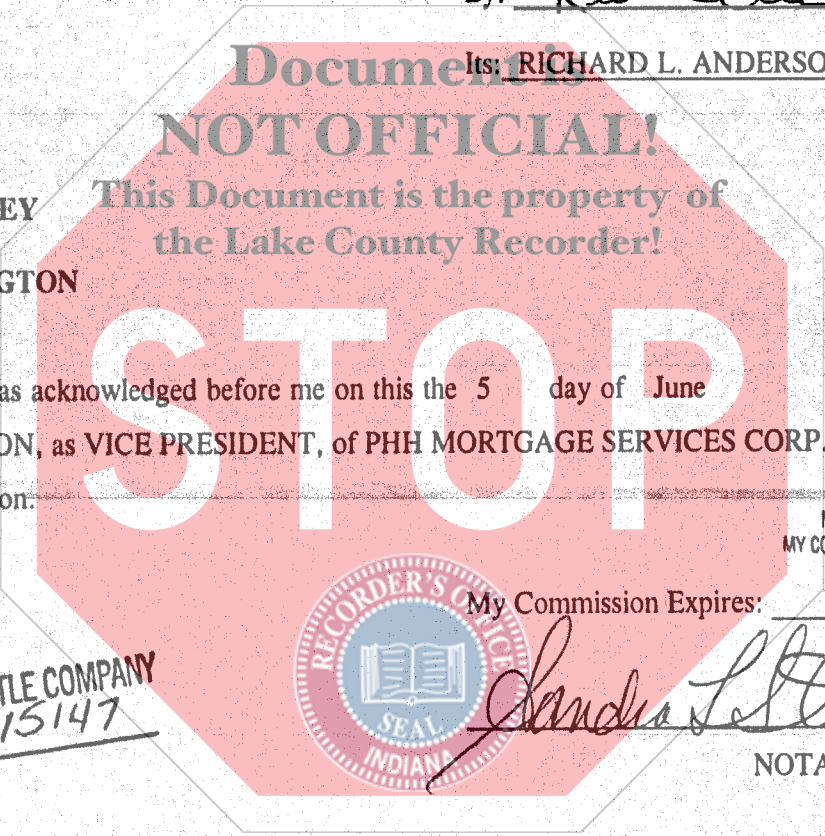 By:
Its: RICHARD L. ANDERSO
Document is
NOT OFFICIAL!
This Document is the property of
the Lake County Recorder!
EY
GTON
STOP
as acknowledged before me on this the 5 day of June
ON, as VICE PRESIDENT, of PHH MORTGAGE SERVICES CORP.
on.
MY CO
My Commission Expires:
RECORDER'S OFFICE
SEAL
INDIANA
TLE COMPANY
15147
Sandra L
NOTA